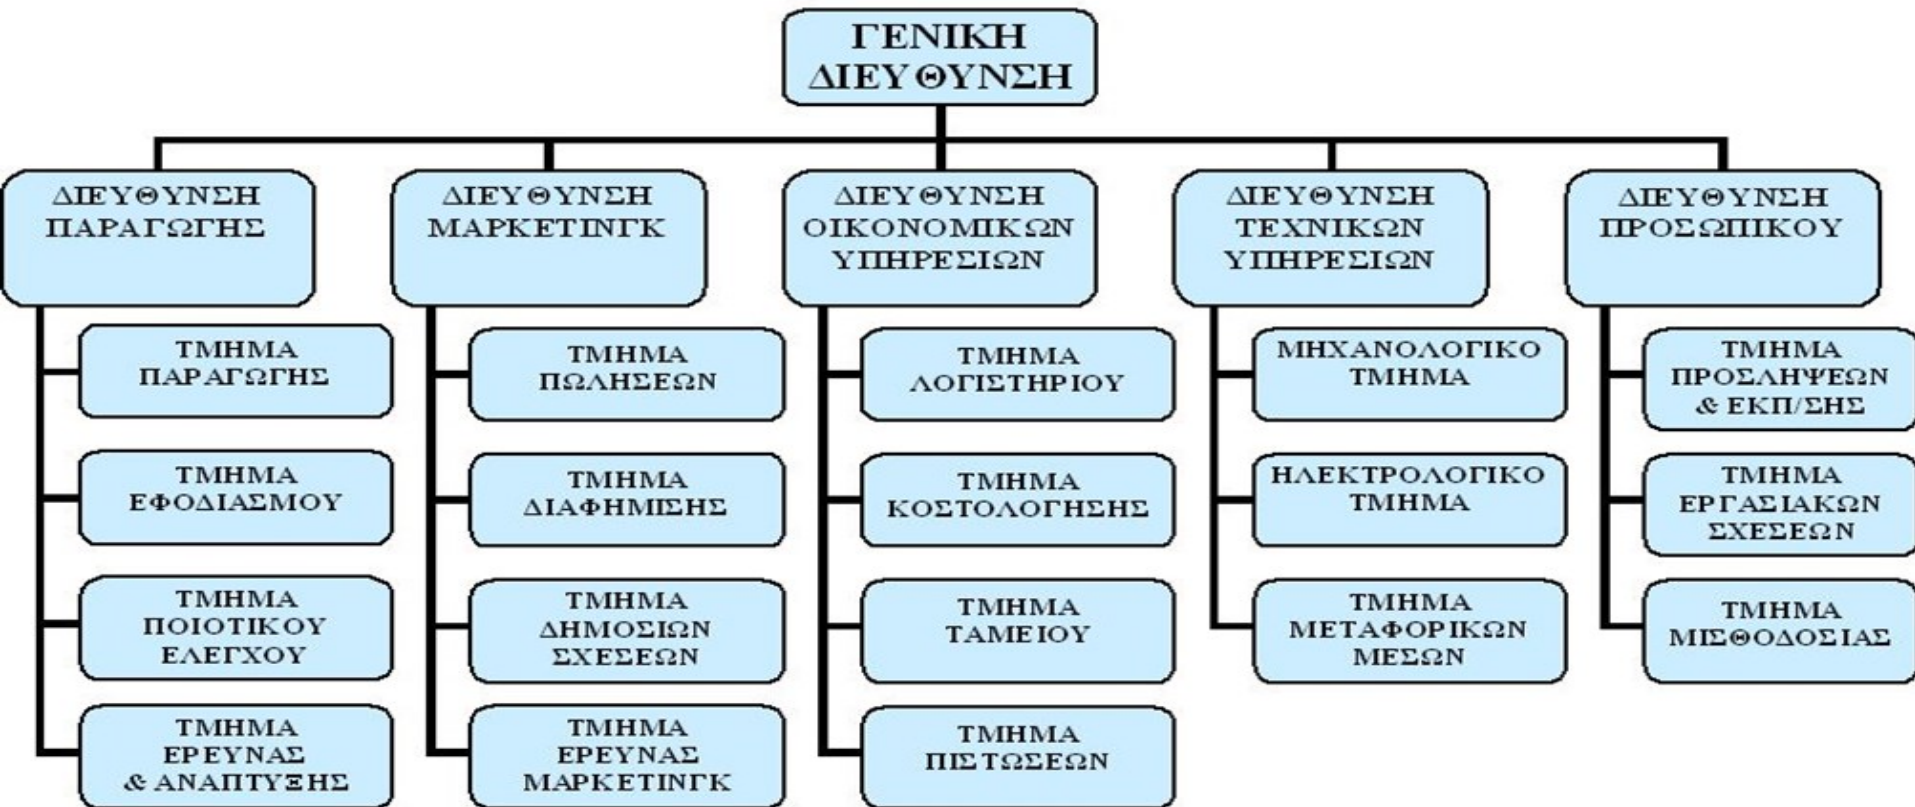 ΓΕΝΙΚΗ
ΔΙΕΥΘΥΝΣΗ
ΔΙΕΥΘΥΝΣΗ
ΠΑΡΑΓΩΓΗΣ
ΔΙΕΥΘΥΝΣΗ
ΜΑΡΚΕΤΙΝΓΚ
ΔΙΕΥΘΥΝΣΗ
ΟΙΚΟΝΟΜΙΚΩΝ
ΥΠΗΡΕΣΙΩΝ
ΔΙΕΥΘΥΝΣΗ
ΤΕΧΝΙΚΩΝ
ΥΠΗΡΕΣΙΩΝ
ΔΙΕΥΘΥΝΣΗ
ΠΡΟΣΩΠΙΚΟΥ
ΤΜΗΜΑ
ΠΑΡΑΓΩΓΗΣ
ΤΜΗΜΑ
ΕΦΟΔΙΑΣΜΟΥ
ΤΜΗΜΑ
ΠΟΙΟΤΙΚΟΥ
ΕΛΕΓΧΟΥ
ΤΜΗΜΑ
ΕΡΕΥΝΑΣ
& ΑΝΑΠΤΥΞΗΣ
ΤΜΗΜΑ
ΠΩΛΗΣΕΩΝ
ΤΜΗΜΑ
ΔΙΑΦΗΜΙΣΗΣ
ΤΜΗΜΑ
ΔΗΜΟΣΙΩΝ
ΣΧΕΣΕΩΝ
ΤΜΗΜΑ
ΕΡΕΥΝΑΣ
ΜΑΡΚΕΤΙΝΓΚ
ΤΜΗΜΑ
ΛΟΓΙΣΤΗΡΙΟΥ
ΤΜΗΜΑ
ΚΟΣΤΟΛΟΓΗΣΗΣ
ΤΜΗΜΑ
ΤΑΜΕΙΟΥ
ΤΜΗΜΑ
ΠΙΣΤΩΣΕΩΝ
ΜΗΧΑΝΟΛΟΓΙΚΟ
ΤΜΗΜΑ
ΗΛΕΚΤΡΟΛΟΓΙΚΟ
ΤΜΗΜΑ
ΤΜΗΜΑ
ΜΕΤΑΦΟΡΙΚΩΝ
ΜΕΣΩΝ
ΤΜΗΜΑ
ΠΡΟΣΛΗΨΕΩΝ
& ΕΚΠ/ΣΗΣ
ΤΜΗΜΑ
ΕΡΓΑΣΙΑΚΩΝ
ΣΧΕΣΕΩΝ
ΤΜΗΜΑ
ΜΙΣΘΟΔΟΣΙΑΣ